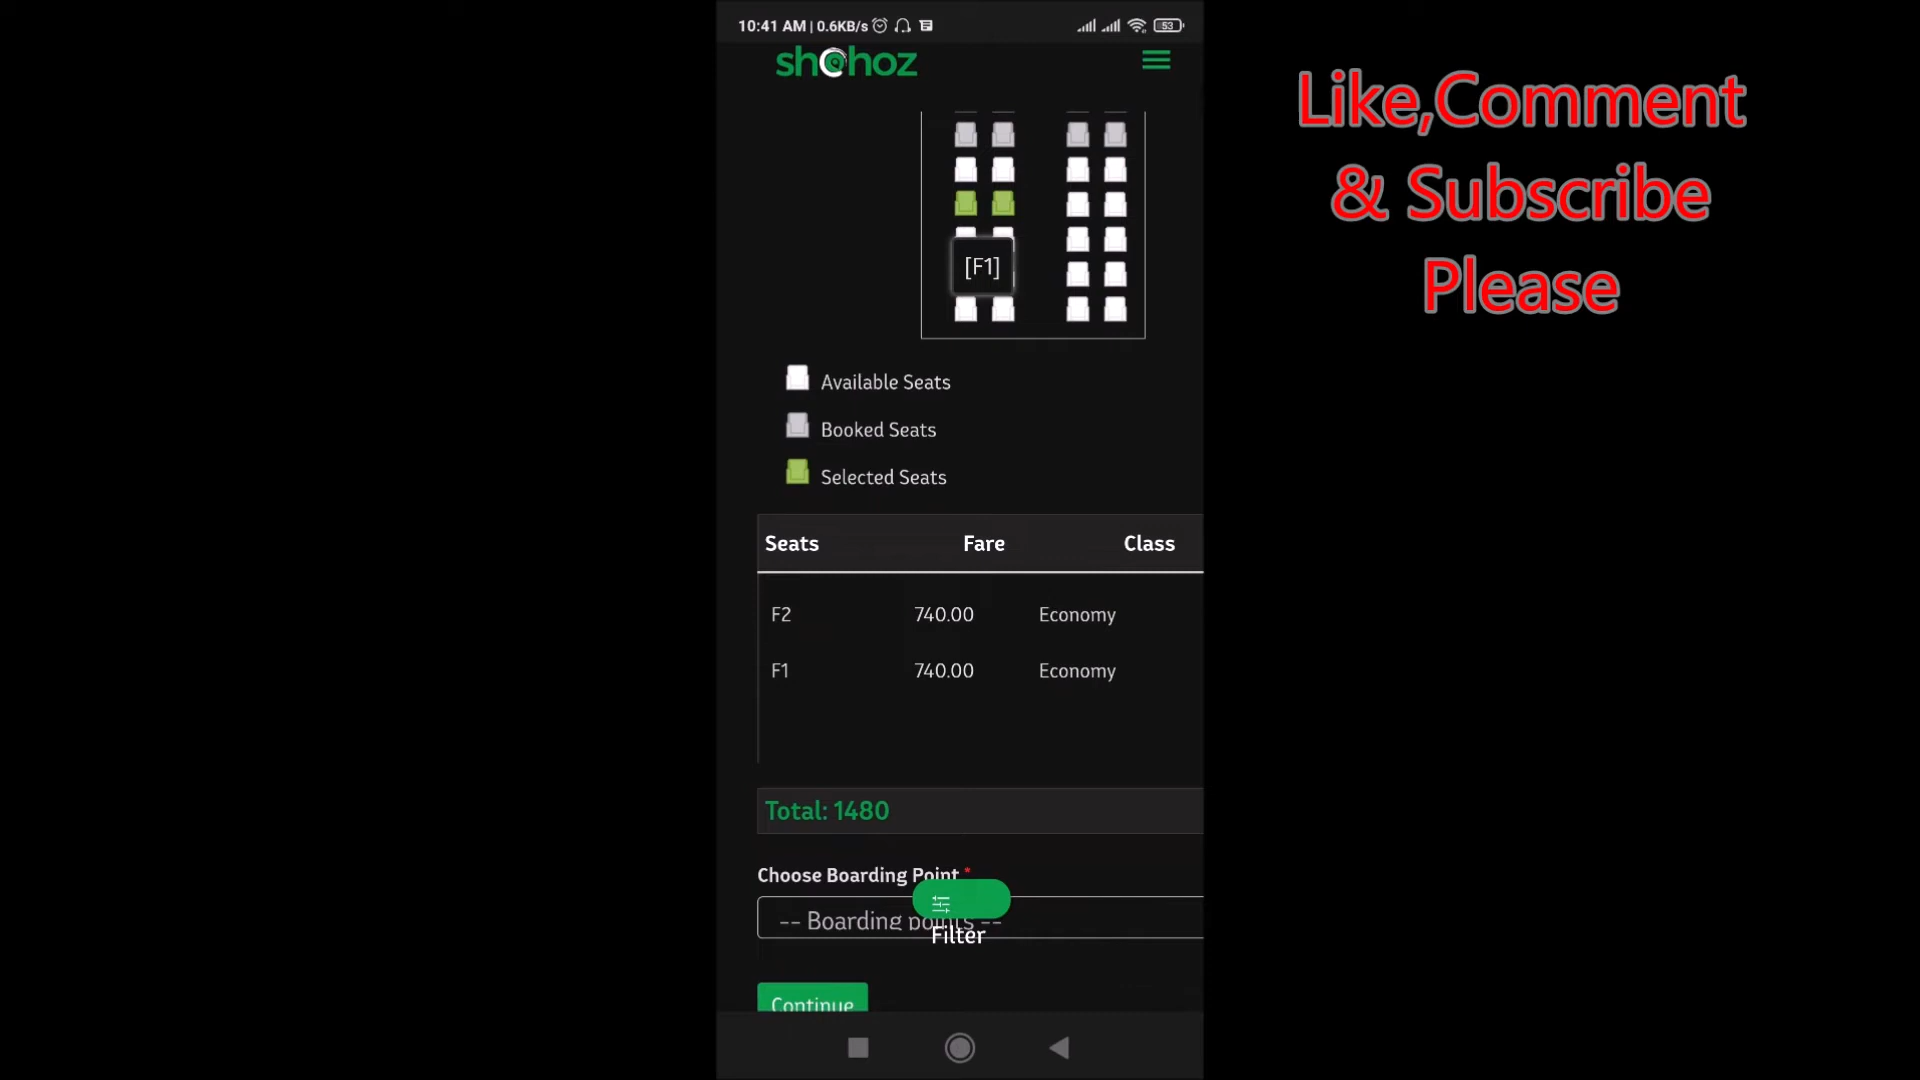 10:41 AM | 0.6KB/s
53
shohoz
[F1]
Available Seats
Booked Seats
Selected Seats
Seats Fare Class
F2 740.00 Economy
F1 740.00 Economy
Total: 1480
Choose Boarding Point *
-- Boarding points --
Filter
Continue
Like,Comment
& Subscribe
Please